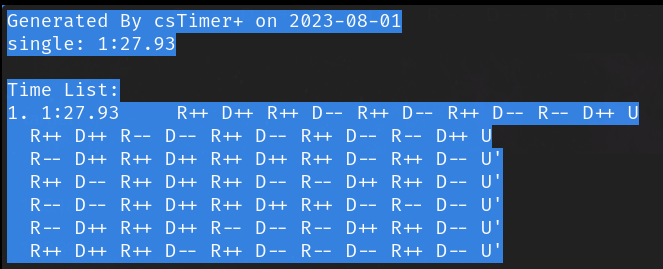 Generated By csTimer+ on 2023-08-01
single: 1:27.93

Time List:
1. 1:27.93     R++ D++ R++ D-- R++ D-- R++ D-- R-- D++ U
  R++ D++ R-- D-- R++ D-- R++ D-- R-- D++ U
  R-- D++ R++ D++ R++ D++ R++ D-- R++ D-- U'
  R++ D-- R++ D++ R++ D-- R-- D++ R++ D-- U'
  R-- D-- R++ D++ R++ D++ R++ D-- R-- D-- U'
  R-- D++ R++ D++ R-- D-- R-- D++ R++ D-- U'
  R++ D++ R++ D-- R++ D-- R++ D-- R++ D-- U'